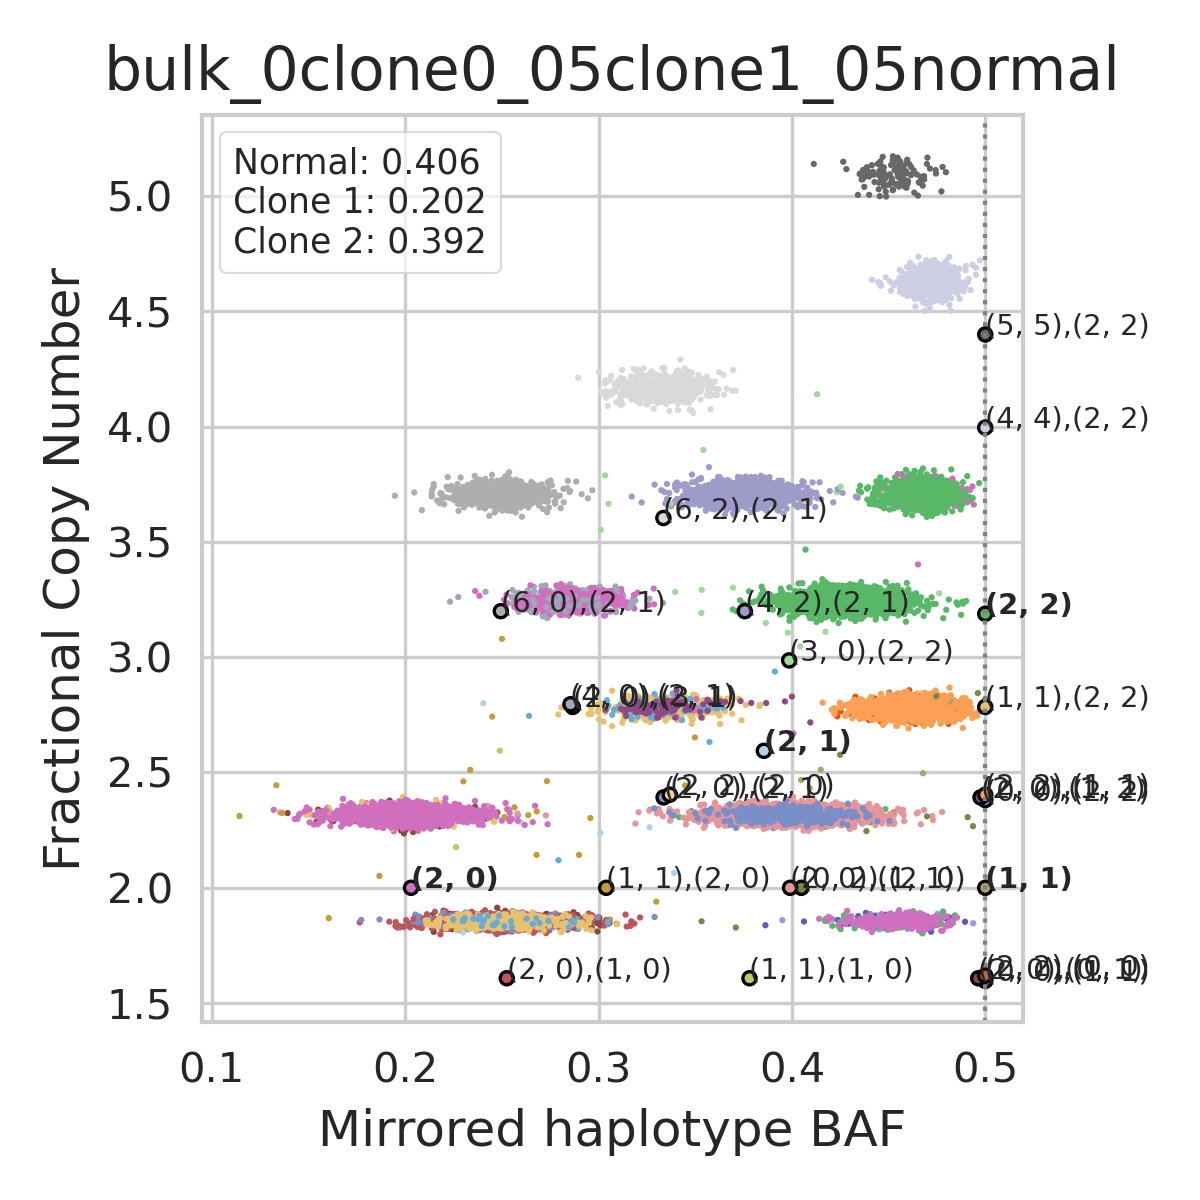 bulk_0clone0_05clone1_05normal
Normal: 0.406
Clone 1: 0.202
Clone 2: 0.392
5.0
4.5
4.0
3.5
3.0
2.5
2.0
1.5
Fractional Copy Number
(5, 5),(2, 2)
(4, 4),(2, 2)
(6, 2),(2, 1)
(6, 0),(2, 1)
(4, 2),(2, 1)
(2, 2)
(3, 0),(2, 2)
(1, 1),(2, 2)
(2, 1)
(2, 2),(2, 0)
(2, 0)
(1, 1),(2, 0)
(1, 1)
(2, 0),(1, 0)
(1, 1),(1, 0)
0.1
0.2
0.3
0.4
0.5
Mirrored haplotype BAF